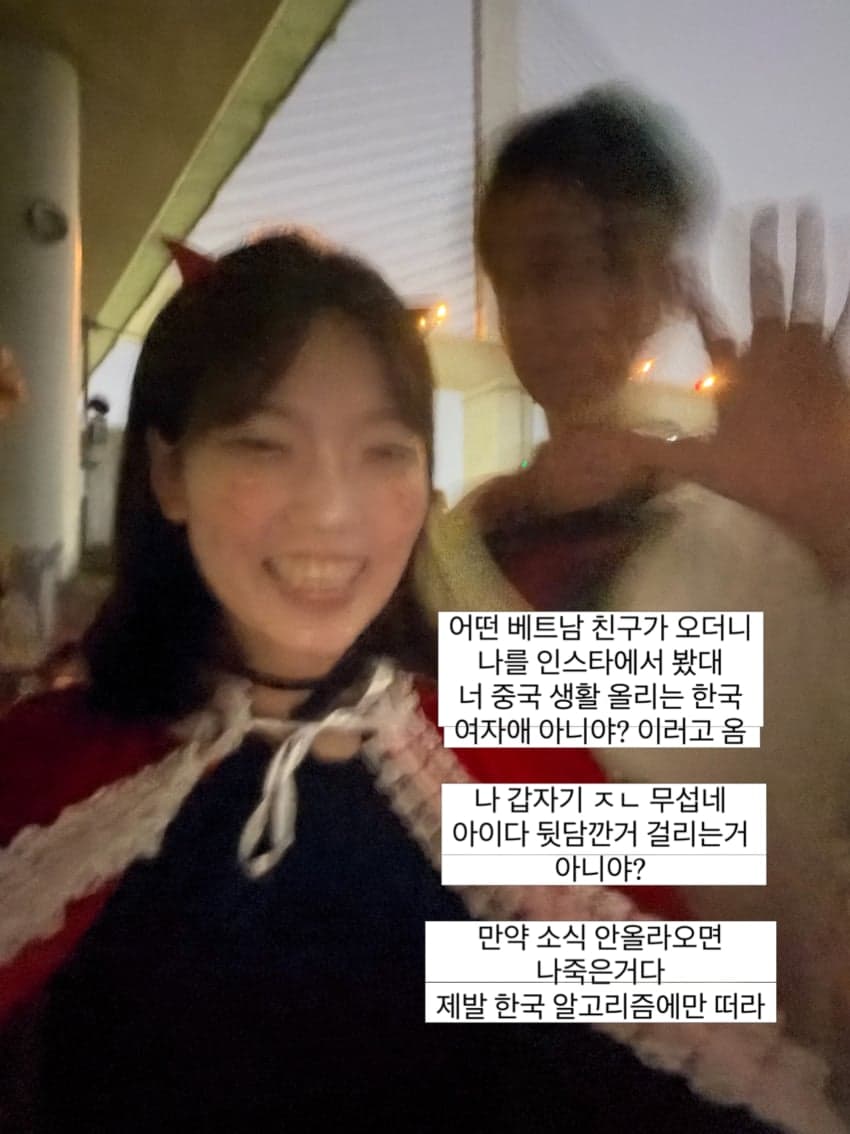 어떤 베트남 친구가 오더니
나를 인스타에서 봤대
너 중국 생활 올리는 한국
여자애 아니야? 이러고 옴
나 갑자기 ㅈㄴ 무섭네
아이다 뒷담깐거 걸리는거
아니야?
만약 소식 안올라오면
나죽은거다
제발 한국 알고리즘에만 떠라